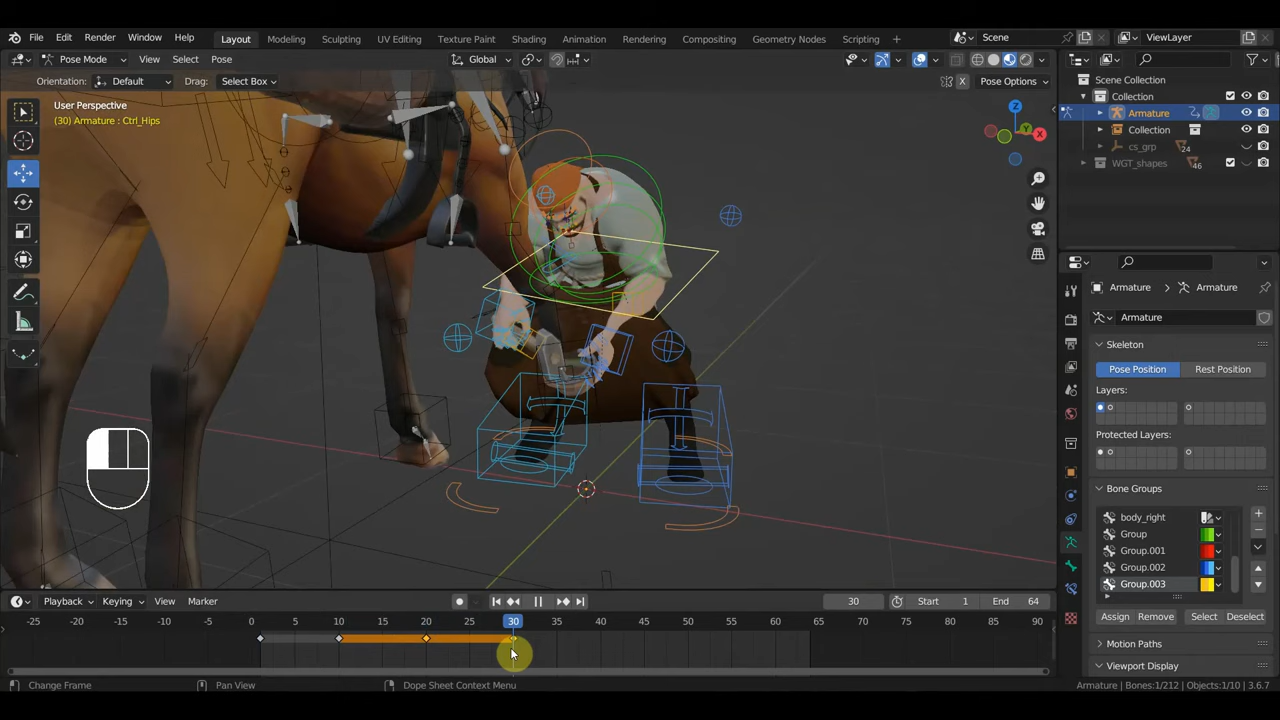 File Edit Render Window Help Layout Modeling Sculpting UV Editing Texture Paint Shading Animation Rendering Compositing Geometry Nodes Scripting + Scene ViewLayer
Pose Mode View Select Pose Global
Orientation: Default Drag: Select Box X Pose Options
User Perspective
(30) Armature : Ctrl_Hips
Z
Y
X
Scene Collection
Collection
Armature
Collection
cs_grp 24
WGT_shapes 46
Armature > Armature
Armature
Skeleton
Pose Position Rest Position
Layers:
Protected Layers:
Bone Groups
body_right
Group
Group.001
Group.002
Group.003
Assign Remove Select Deselect
Motion Paths
Viewport Display
Playback Keying View Marker 30 Start 1 End 64
-25 -20 -15 -10 -5 0 5 10 15 20 25 30 35 40 45 50 55 60 65 70 75 80 85 90
Change Frame Pan View Dope Sheet Context Menu Armature | Bones:1/212 | Objects:1/10 | 3.6.7